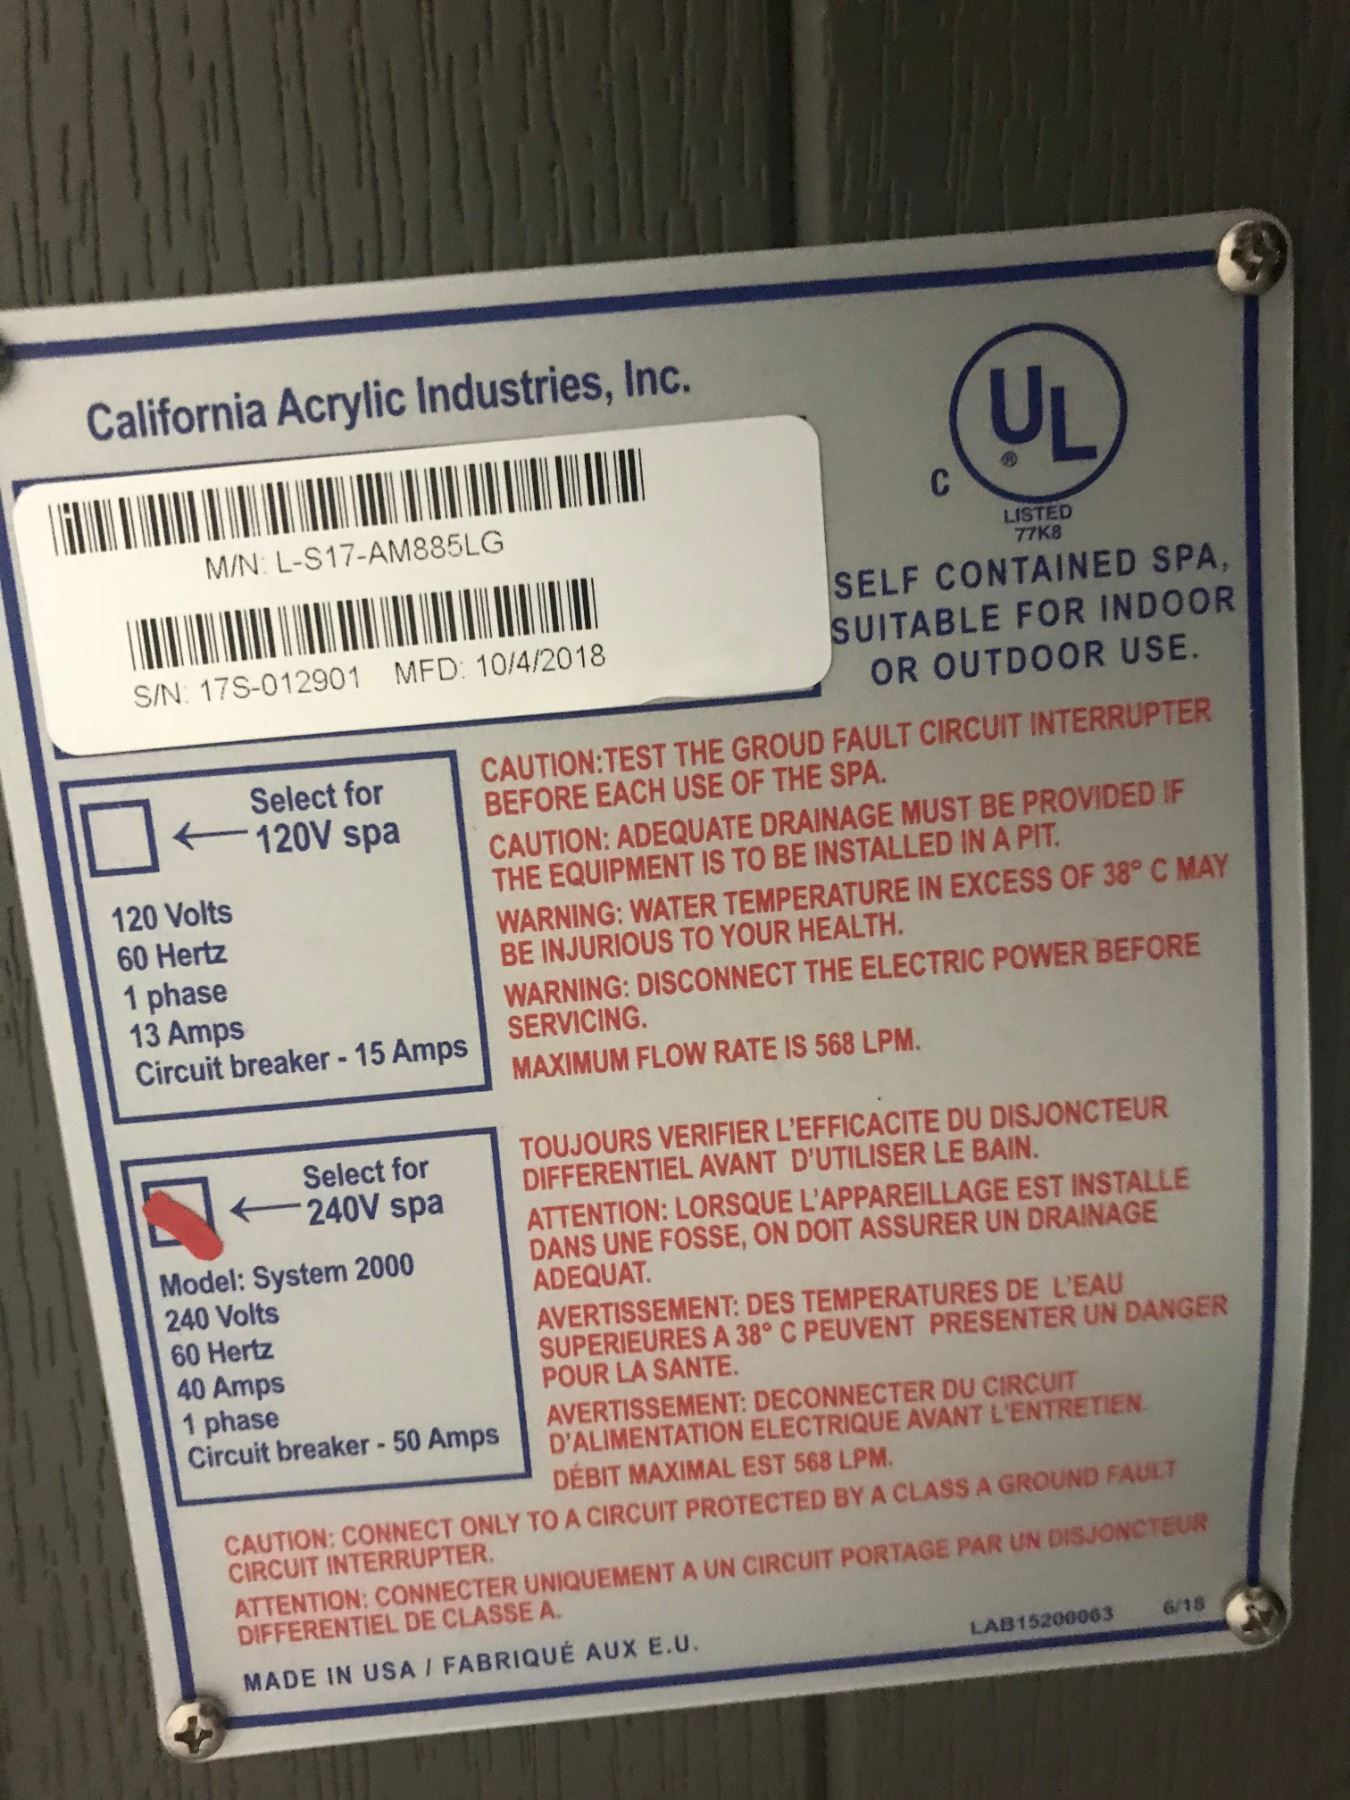 California Acrylic Industries, Inc.
M/N: L-S17-AM885LG
S/N: 17S-012901 MFD: 10/4/2018
C
UL
®
LISTED
77K8
SELF CONTAINED SPA,
SUITABLE FOR INDOOR
OR OUTDOOR USE.
Select for
120V spa
120 Volts
60 Hertz
1 phase
13 Amps
Circuit breaker - 15 Amps
CAUTION:TEST THE GROUD FAULT CIRCUIT INTERRUPTER
BEFORE EACH USE OF THE SPA.
CAUTION: ADEQUATE DRAINAGE MUST BE PROVIDED IF
THE EQUIPMENT IS TO BE INSTALLED IN A PIT.
WARNING: WATER TEMPERATURE IN EXCESS OF 38° C MAY
BE INJURIOUS TO YOUR HEALTH.
WARNING: DISCONNECT THE ELECTRIC POWER BEFORE
SERVICING.
MAXIMUM FLOW RATE IS 568 LPM.
Select for
240V spa
Model: System 2000
240 Volts
60 Hertz
40 Amps
1 phase
Circuit breaker - 50 Amps
TOUJOURS VERIFIER L'EFFICACITE DU DISJONCTEUR
DIFFERENTIEL AVANT D'UTILISER LE BAIN.
ATTENTION: LORSQUE L'APPAREILLAGE EST INSTALLE
DANS UNE FOSSE, ON DOIT ASSURER UN DRAINAGE
ADEQUAT.
AVERTISSEMENT: DES TEMPERATURES DE L'EAU
SUPERIEURES A 38° C PEUVENT PRESENTER UN DANGER
POUR LA SANTE.
AVERTISSEMENT: DECONNECTER DU CIRCUIT
D'ALIMENTATION ELECTRIQUE AVANT L'ENTRETIEN.
DÉBIT MAXIMAL EST 568 LPM.
CAUTION: CONNECT ONLY TO A CIRCUIT PROTECTED BY A CLASS A GROUND FAULT
CIRCUIT INTERRUPTER.
ATTENTION: CONNECTER UNIQUEMENT A UN CIRCUIT PORTAGE PAR UN DISJONCTEUR
DIFFERENTIEL DE CLASSE A.
MADE IN USA / FABRIQUÉ AUX E.U.
LAB15200063 6/18